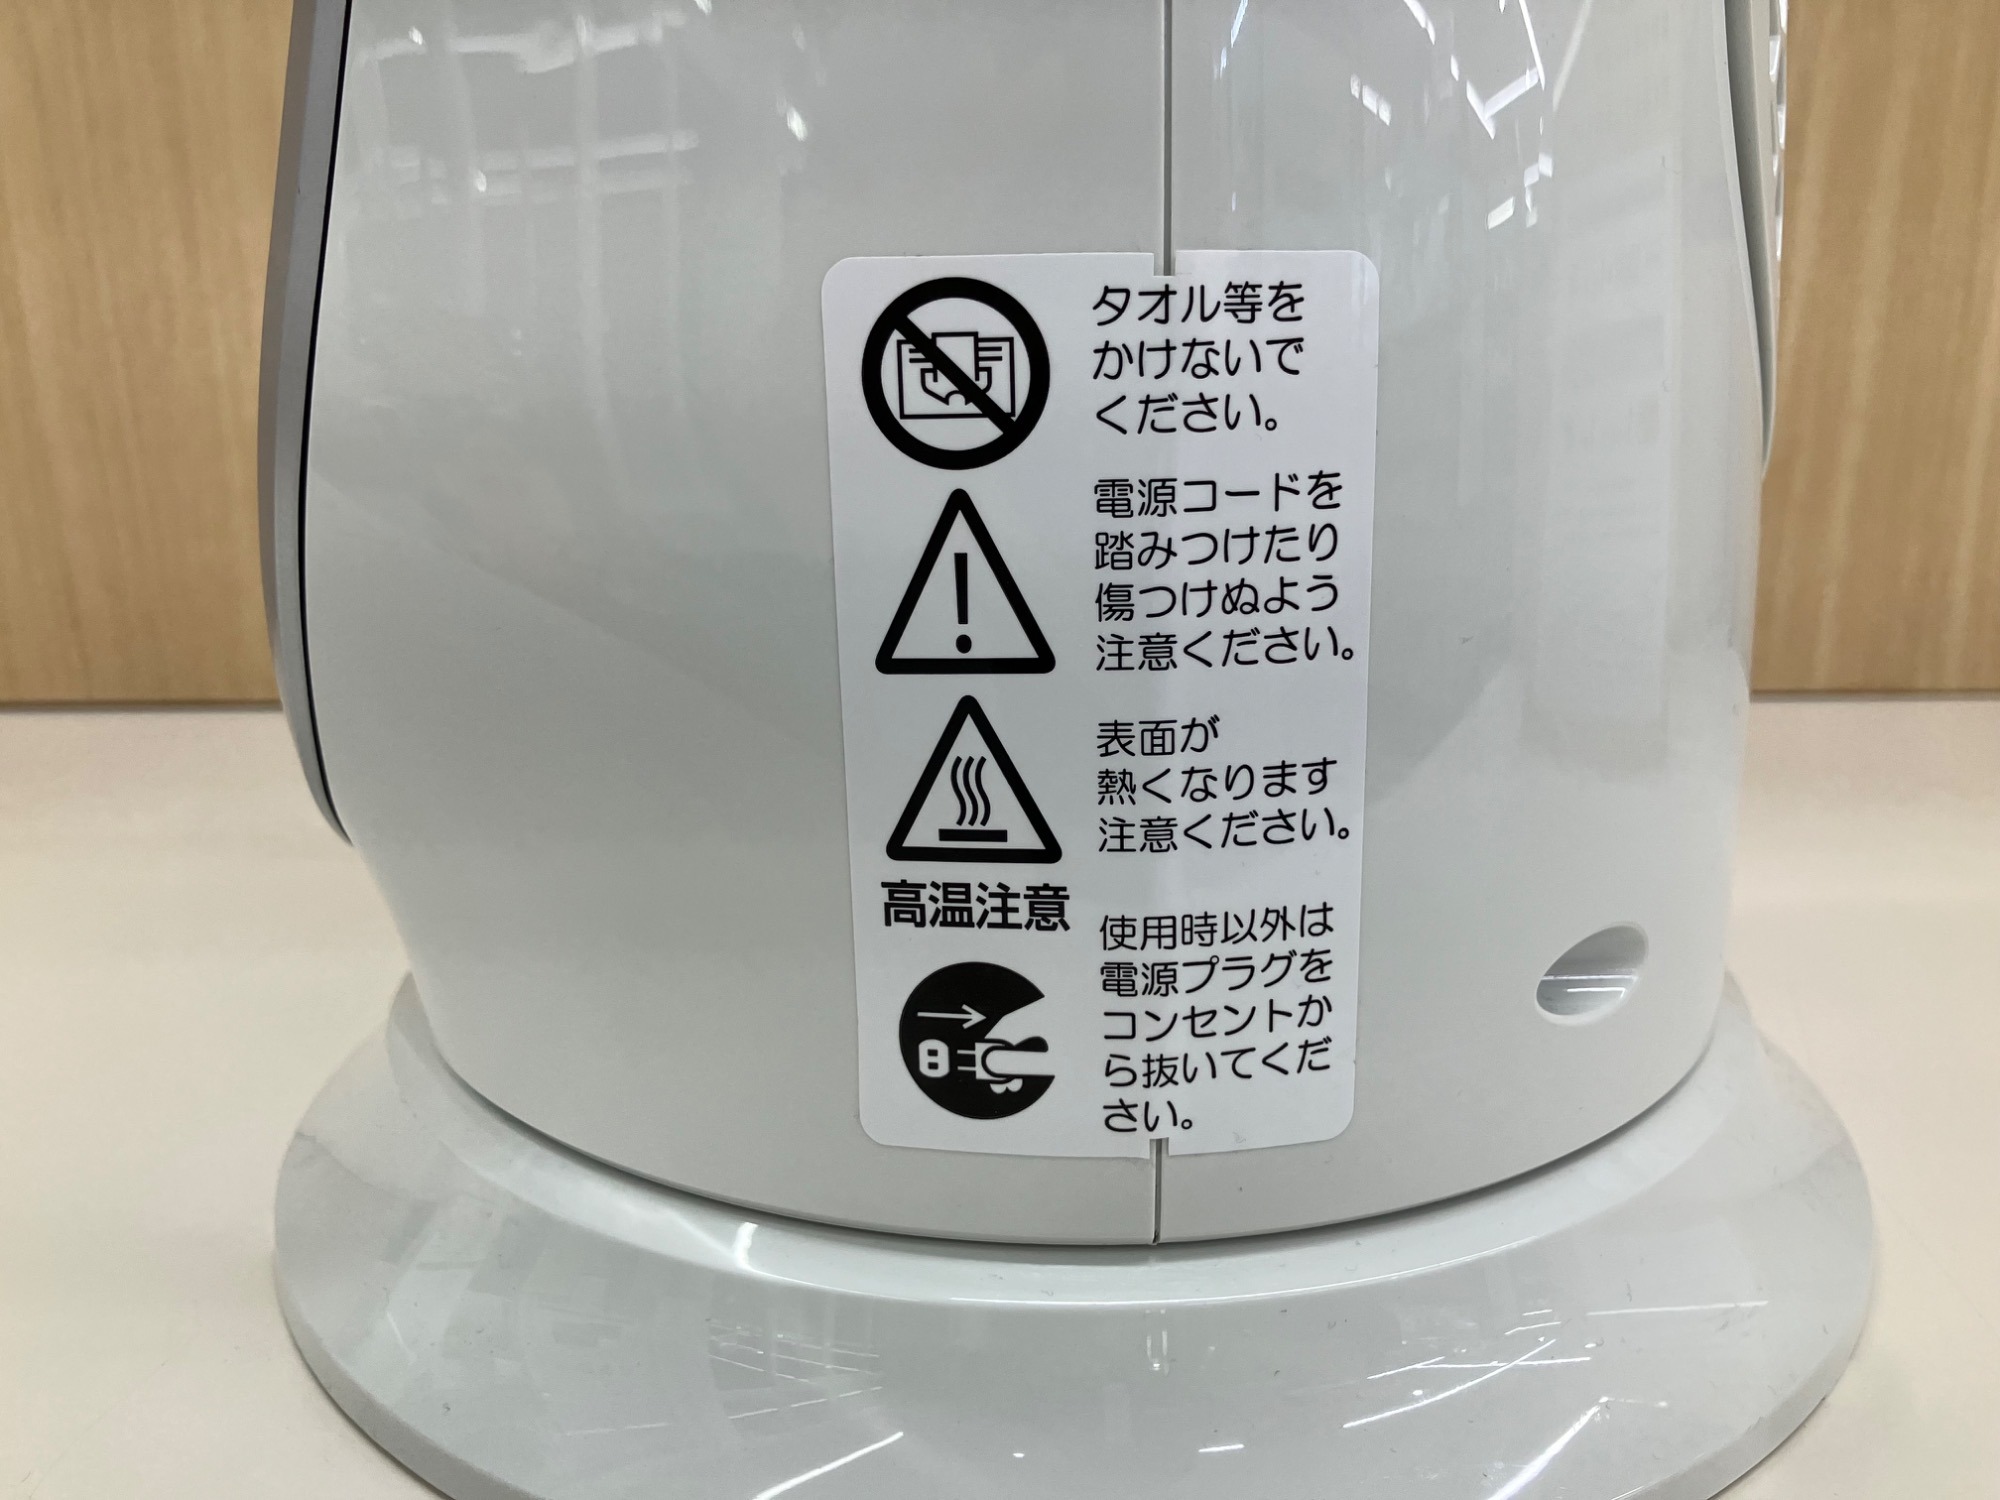 タオル等を
かけないで
ください。
電源コードを
踏みつけたり
傷つけぬよう
注意ください。
表面が
熱くなります
注意ください。
高温注意
使用時以外は
電源プラグを
コンセントか
ら抜いてくだ
さい。